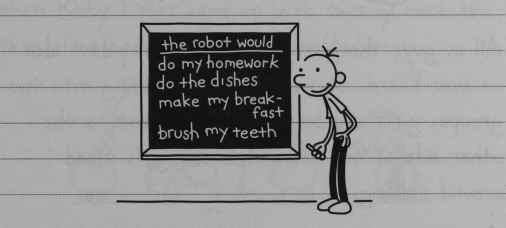 the robot would
do my homework
do the dishes
make my break-
fast
brush my teeth